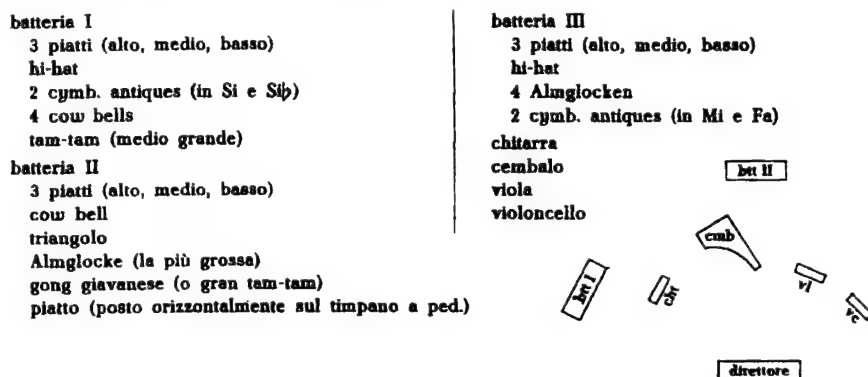 batteria I
3 piatti (alto, medio, basso)
hi-hat
2 cymb. antiques (in Si e Si♭)
4 cow bells
tam-tam (medio grande)
batteria II
3 piatti (alto, medio, basso)
cow bell
triangolo
Almglocke (la più grossa)
gong giavanese (o gran tam-tam)
piatto (posto orizzontalmente sul timpano a ped.)
batteria III
3 piatti (alto, medio, basso)
hi-hat
4 Almglocken
2 cymb. antiques (in Mi e Fa)
chitarra
cembalo
viola
violoncello
btt II
cmb
btt I
cht
vl
vc
direttore